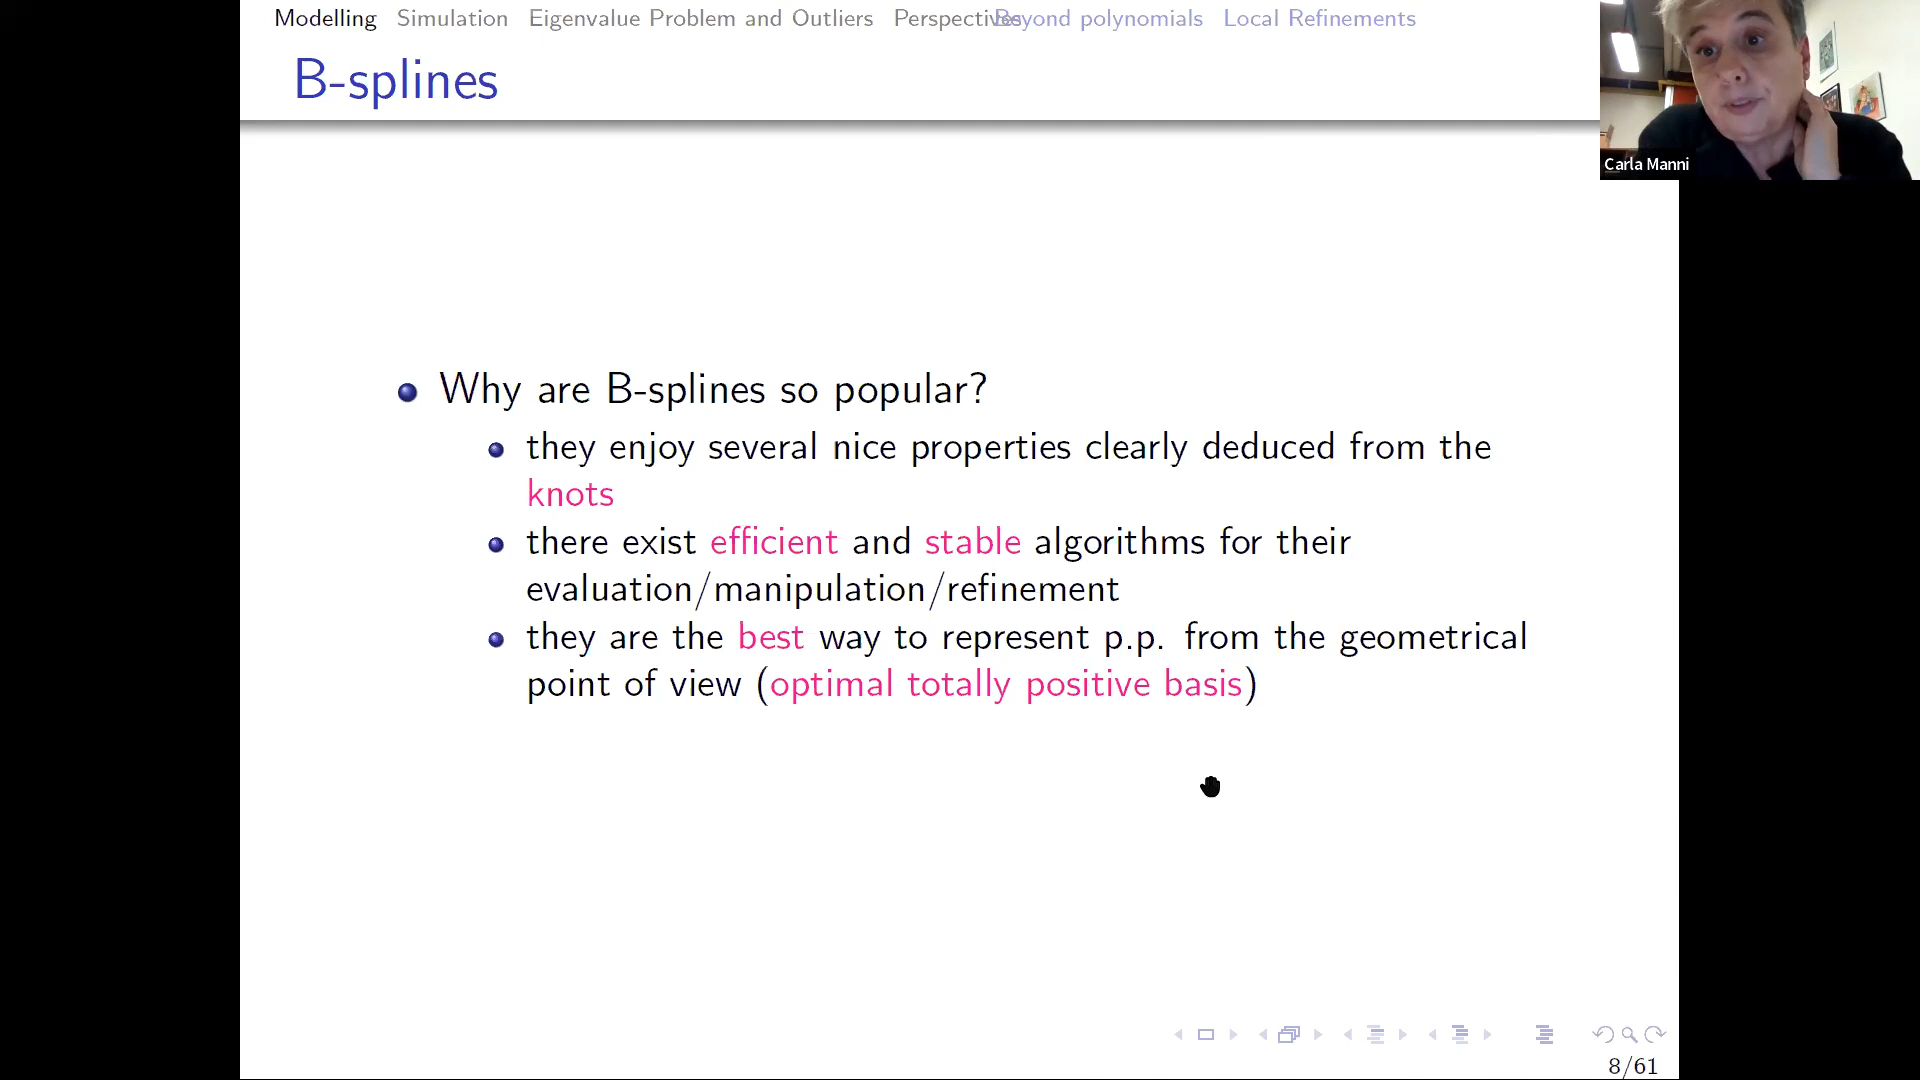 Modelling Simulation Eigenvalue Problem and Outliers Perspectives Beyond polynomials Local Refinements
B-splines
Carla Manni
Why are B-splines so popular?
they enjoy several nice properties clearly deduced from the
knots
there exist efficient and stable algorithms for their
evaluation/manipulation/refinement
they are the best way to represent p.p. from the geometrical
point of view (optimal totally positive basis)
8/61